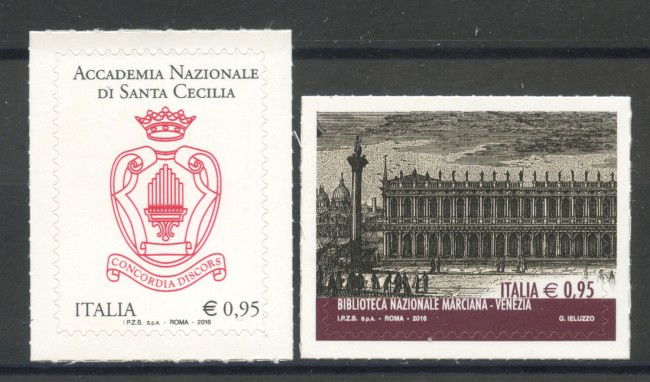 ACCADEMIA NAZIONALE
DI SANTA CECILIA
CONCORDIA DISCORS
ITALIA € 0,95
I.P.Z.S. S.p.A. - ROMA - 2016
ITALIA € 0,95
BIBLIOTECA NAZIONALE MARCIANA - VENEZIA
I.P.Z.S. S.p.A. - ROMA - 2016 G. IELUZZO